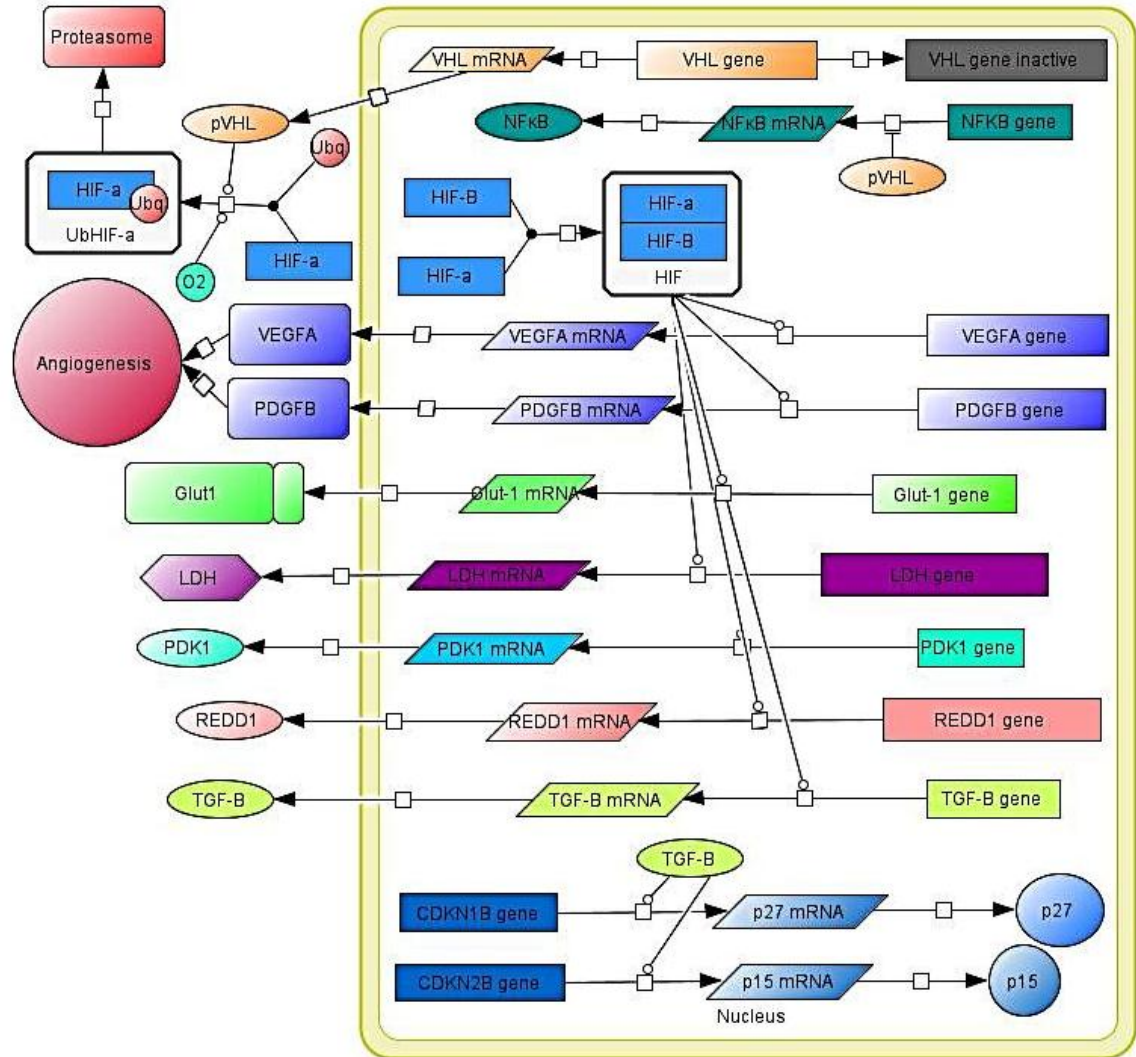 Proteasome
VHL mRNA
VHL gene
VHL gene inactive
pVHL
Ubq
NFκB
NFκB mRNA
NFKB gene
pVHL
HIF-a
Ubq
UbHIF-a
O2
HIF-a
HIF-B
HIF-a
HIF-a
HIF-B
HIF
Angiogenesis
VEGFA
VEGFA mRNA
VEGFA gene
PDGFB
PDGFB mRNA
PDGFB gene
Glut1
Glut-1 mRNA
Glut-1 gene
LDH
LDH mRNA
LDH gene
PDK1
PDK1 mRNA
PDK1 gene
REDD1
REDD1 mRNA
REDD1 gene
TGF-B
TGF-B mRNA
TGF-B gene
TGF-B
CDKN1B gene
p27 mRNA
p27
CDKN2B gene
p15 mRNA
p15
Nucleus